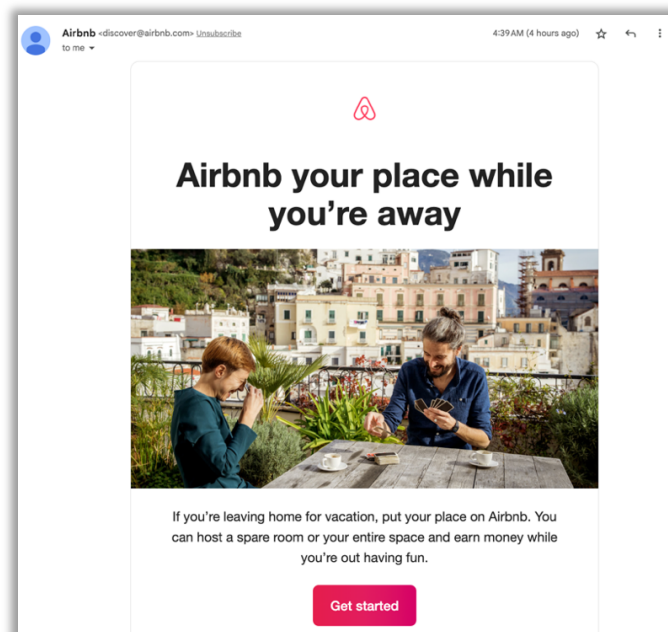 Airbnb <discover@airbnb.com> Unsubscribe
4:39 AM (4 hours ago)
to me
Airbnb your place while
you’re away
If you’re leaving home for vacation, put your place on Airbnb. You
can host a spare room or your entire space and earn money while
you’re out having fun.
Get started